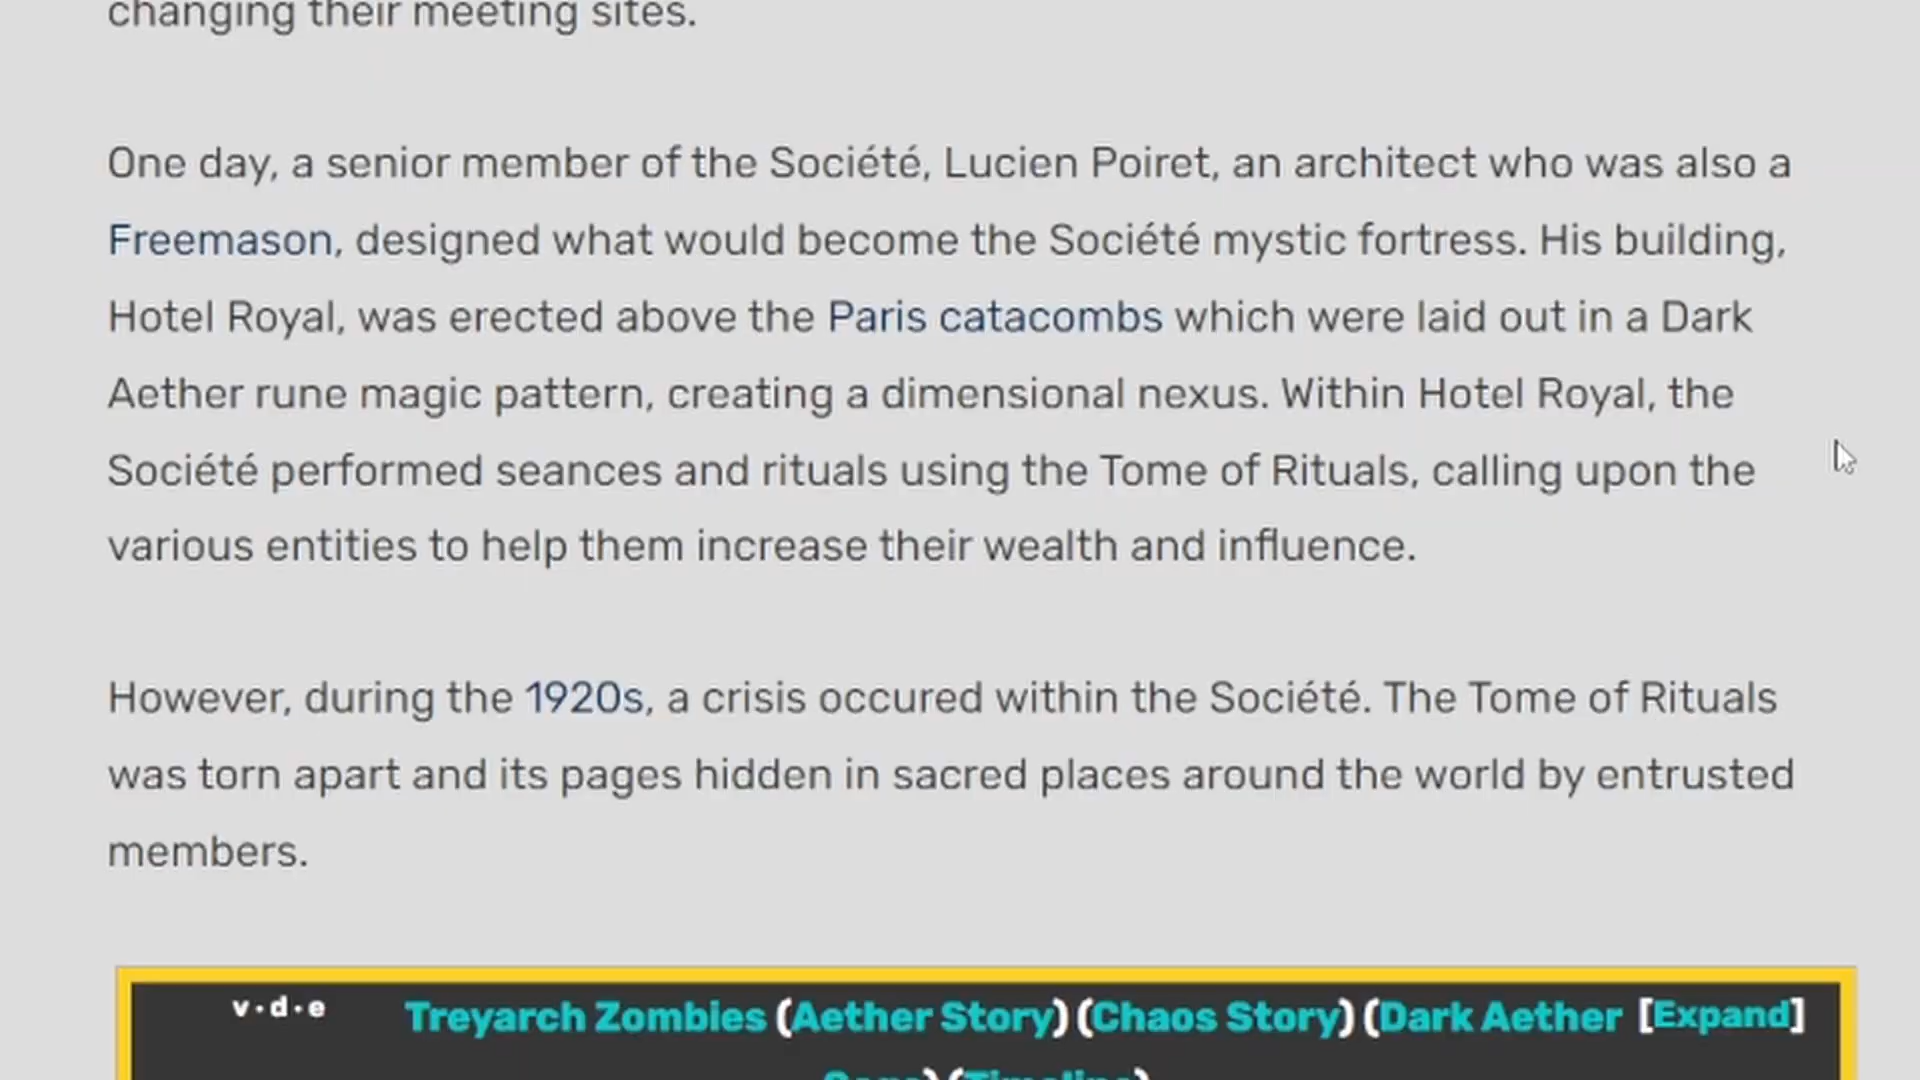 changing their meeting sites.
One day, a senior member of the Société, Lucien Poiret, an architect who was also a
Freemason, designed what would become the Société mystic fortress. His building,
Hotel Royal, was erected above the Paris catacombs which were laid out in a Dark
Aether rune magic pattern, creating a dimensional nexus. Within Hotel Royal, the
Société performed seances and rituals using the Tome of Rituals, calling upon the
various entities to help them increase their wealth and influence.
However, during the 1920s, a crisis occured within the Société. The Tome of Rituals
was torn apart and its pages hidden in sacred places around the world by entrusted
members.
v · d · e Treyarch Zombies (Aether Story) (Chaos Story) (Dark Aether [Expand]